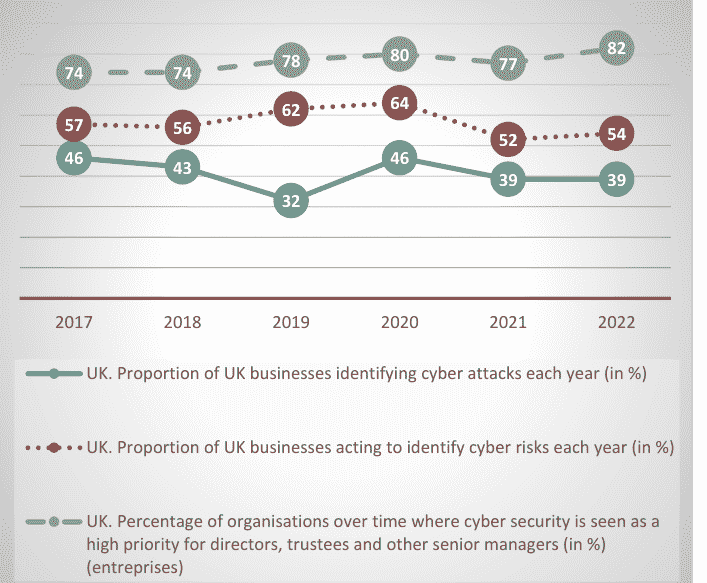 74 74 78 80 77 82
57 56 62 64 52 54
46 43 32 46 39 39
2017 2018 2019 2020 2021 2022
UK. Proportion of UK businesses identifying cyber attacks each year (in %)
UK. Proportion of UK businesses acting to identify cyber risks each year (in %)
UK. Percentage of organisations over time where cyber security is seen as a
high priority for directors, trustees and other senior managers (in %)
(entreprises)